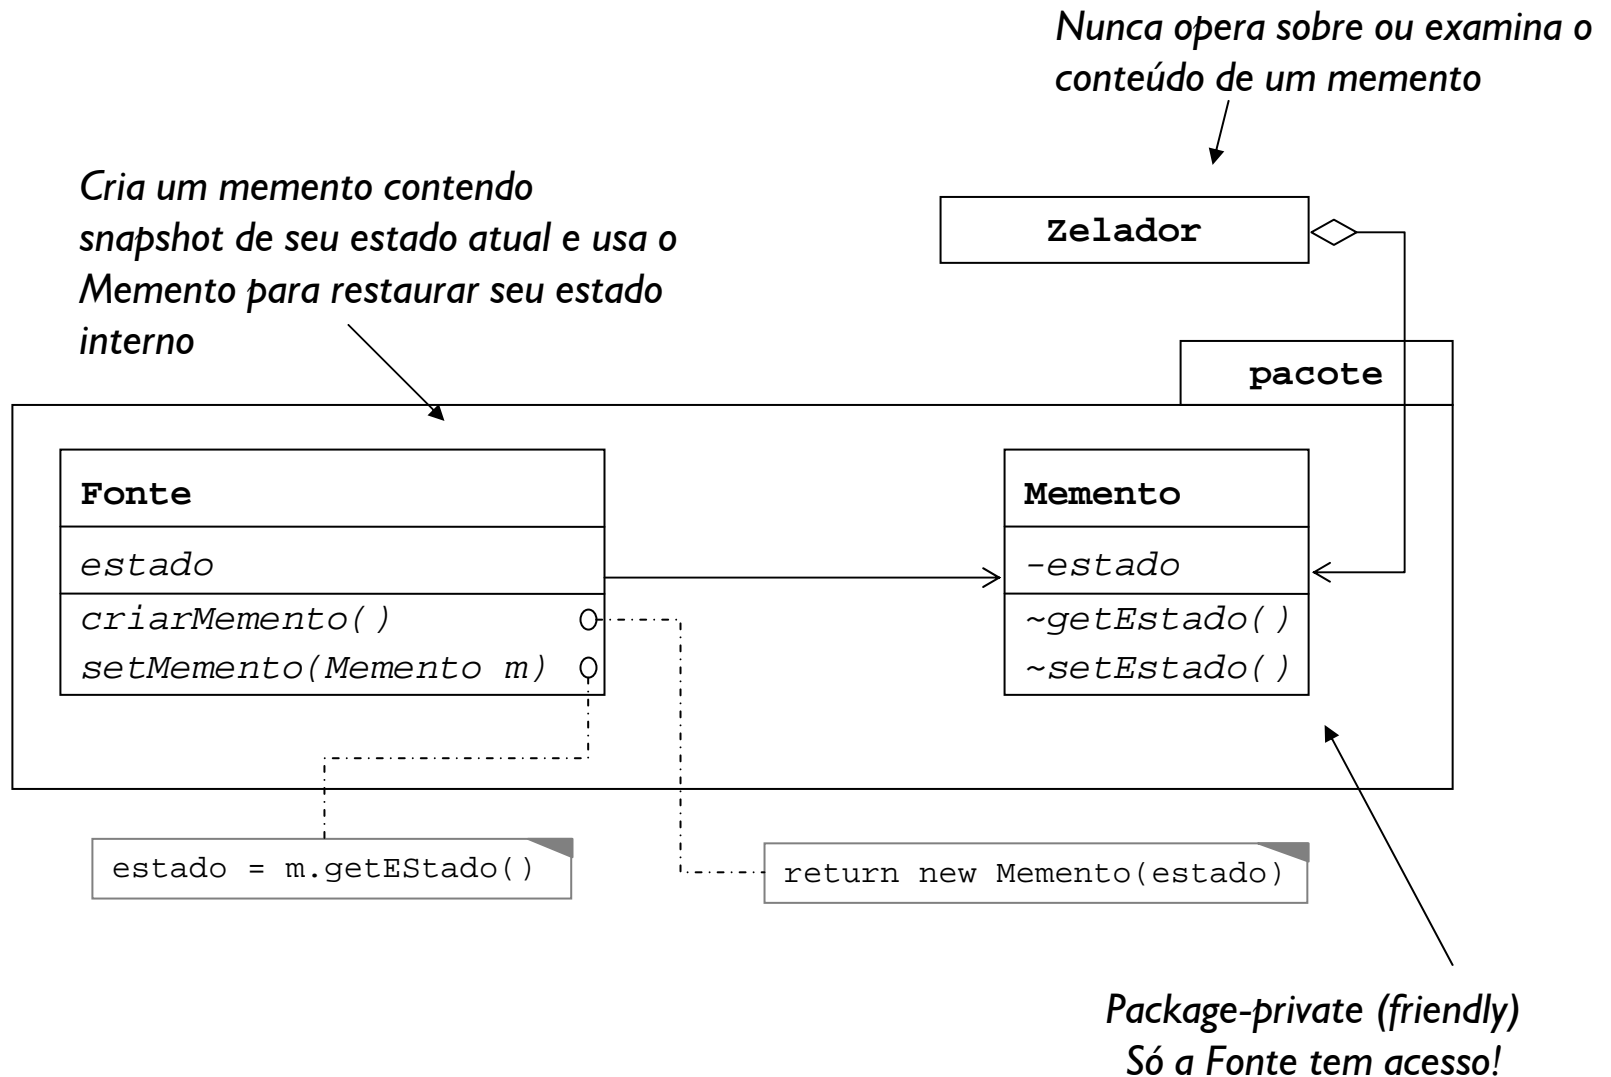 Nunca opera sobre ou examina o
conteúdo de um memento
Cria um memento contendo
snapshot de seu estado atual e usa o
Memento para restaurar seu estado
interno
Zelador
pacote
Fonte
estado
criarMemento()
setMemento(Memento m)
Memento
-estado
~getEstado()
~setEstado()
estado = m.getEStado()
return new Memento(estado)
Package-private (friendly)
Só a Fonte tem acesso!